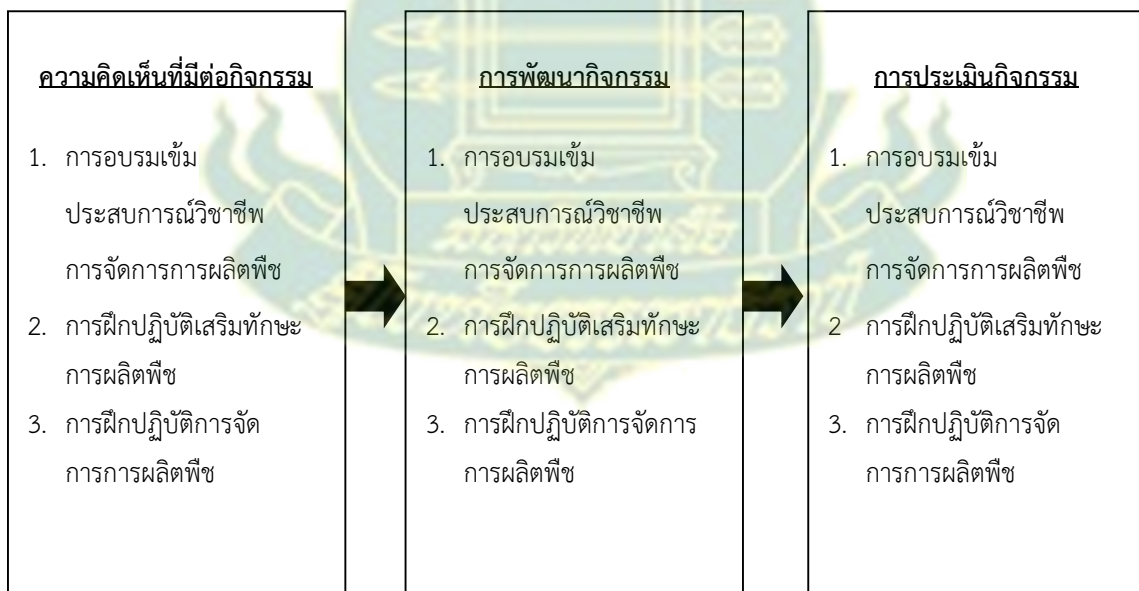 ความคิดเห็นที่มีต่อกิจกรรม
1. การอบรมเข้ม
ประสบการณ์วิชาชีพ
การจัดการการผลิตพืช
2. การฝึกปฏิบัติเสริมทักษะ
การผลิตพืช
3. การฝึกปฏิบัติการจัด
การการผลิตพืช
การพัฒนากิจกรรม
1. การอบรมเข้ม
ประสบการณ์วิชาชีพ
การจัดการการผลิตพืช
2. การฝึกปฏิบัติเสริมทักษะ
การผลิตพืช
3. การฝึกปฏิบัติการจัดการ
การผลิตพืช
การประเมินกิจกรรม
1. การอบรมเข้ม
ประสบการณ์วิชาชีพ
การจัดการการผลิตพืช
2 การฝึกปฏิบัติเสริมทักษะ
การผลิตพืช
3. การฝึกปฏิบัติการจัด
การการผลิตพืช